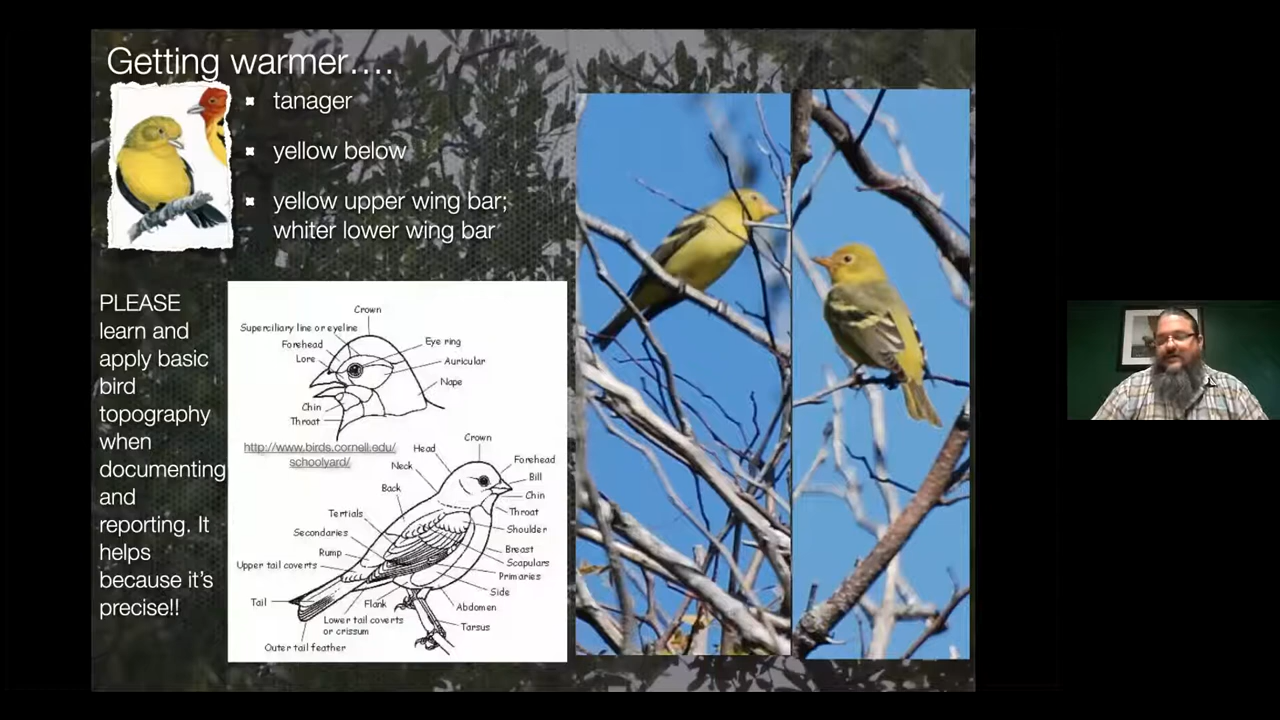 Getting warmer....
tanager
yellow below
yellow upper wing bar;
whiter lower wing bar
PLEASE
learn and
apply basic
bird
topography
when
documenting
and
reporting. It
helps
because it's
precise!!
Crown
Superciliary line or eyeline
Forehead
Eye ring
Lore
Auricular
Nape
Chin
Throat
http://www.birds.cornell.edu/
schoolyard/
Crown
Head
Forehead
Neck
Bill
Back
Chin
Tertials
Throat
Secondaries
Shoulder
Rump
Breast
Upper tail coverts
Scapulars
Primaries
Side
Tail
Flank
Abdomen
Lower tail coverts
or crissum
Tarsus
Outer tail feather